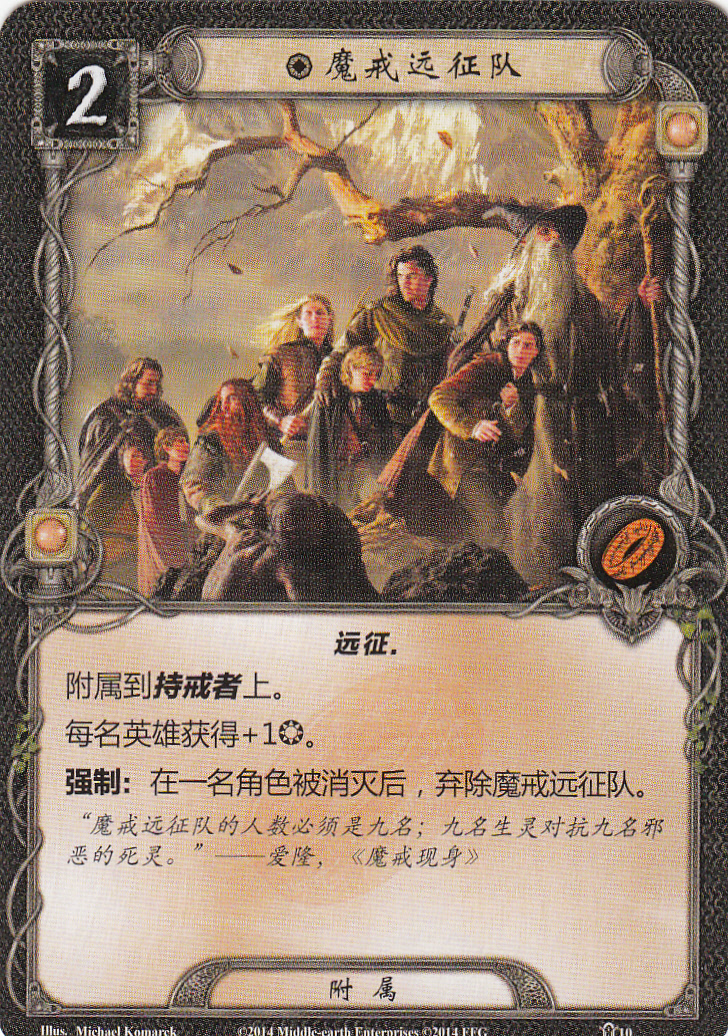 2
魔戒远征队
远征.
附属到持戒者上。
每名英雄获得+1。
强制：在一名角色被消灭后，弃除魔戒远征队。
“魔戒远征队的人数必须是九名；九名生灵对抗九名邪
恶的死灵。”——爱隆，《魔戒现身》
附 属
Illus. Michael Komarck ©2014 Middle-earth Enterprises ©2014 FFG 10